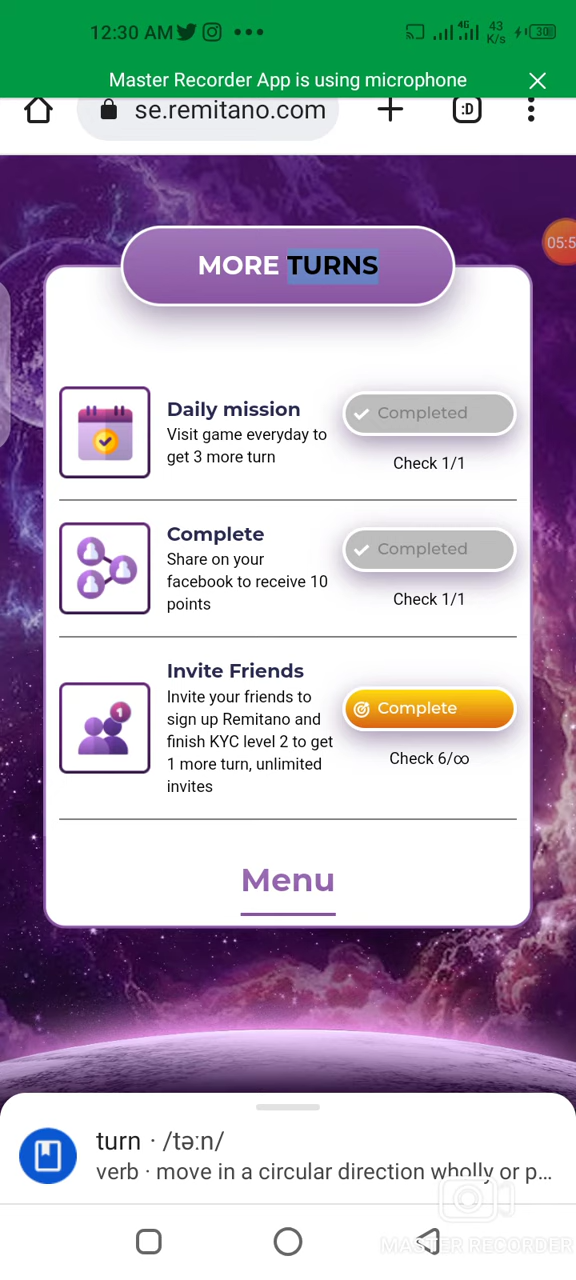 12:30 AM
4G
43
K/s
30
Master Recorder App is using microphone
se.remitano.com
:D
05:5
MORE TURNS
Daily mission
Visit game everyday to
get 3 more turn
Completed
Check 1/1
Complete
Share on your
facebook to receive 10
points
Completed
Check 1/1
Invite Friends
Invite your friends to
sign up Remitano and
finish KYC level 2 to get
1 more turn, unlimited
invites
1
Complete
Check 6/∞
Menu
turn · /təːn/
verb · move in a circular direction wholly or p...
MASTER RECORDER